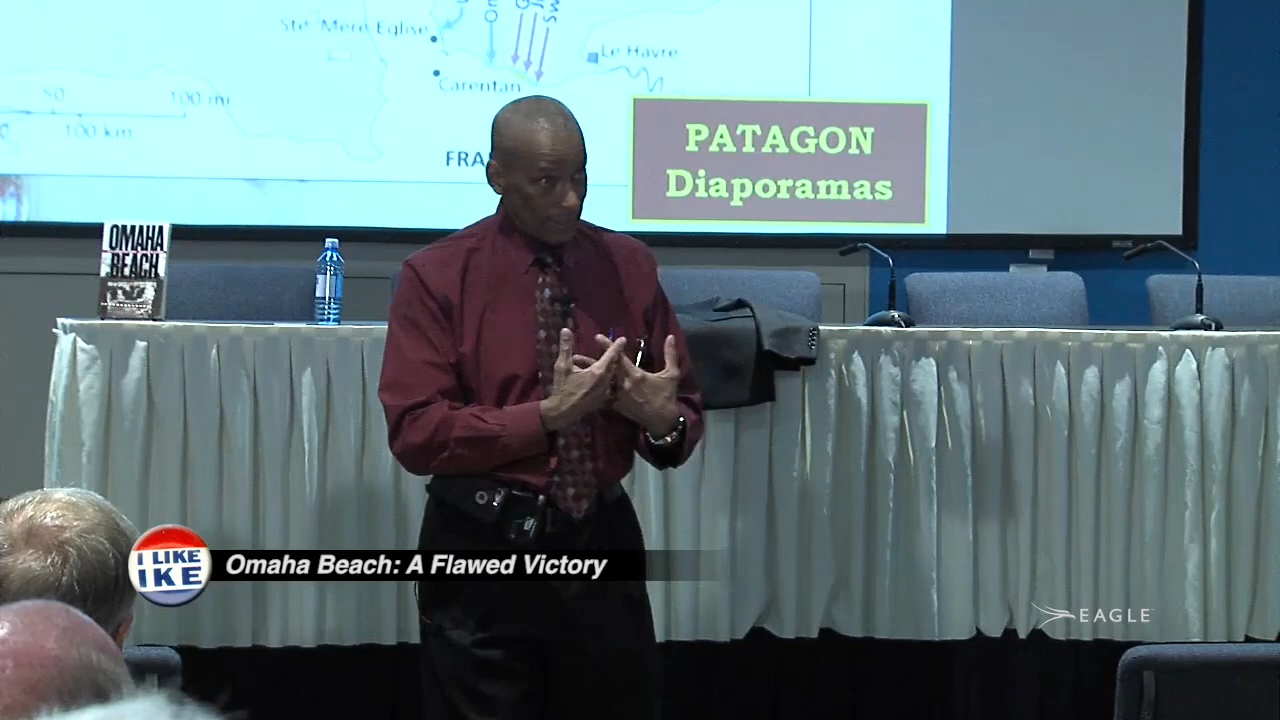 Ste. Mere Eglise
Le Havre
Carentan
50
100 mi
100 km
FRA
PATAGON
Diaporamas
OMAHA
BEACH
I LIKE
IKE
Omaha Beach: A Flawed Victory
EAGLE